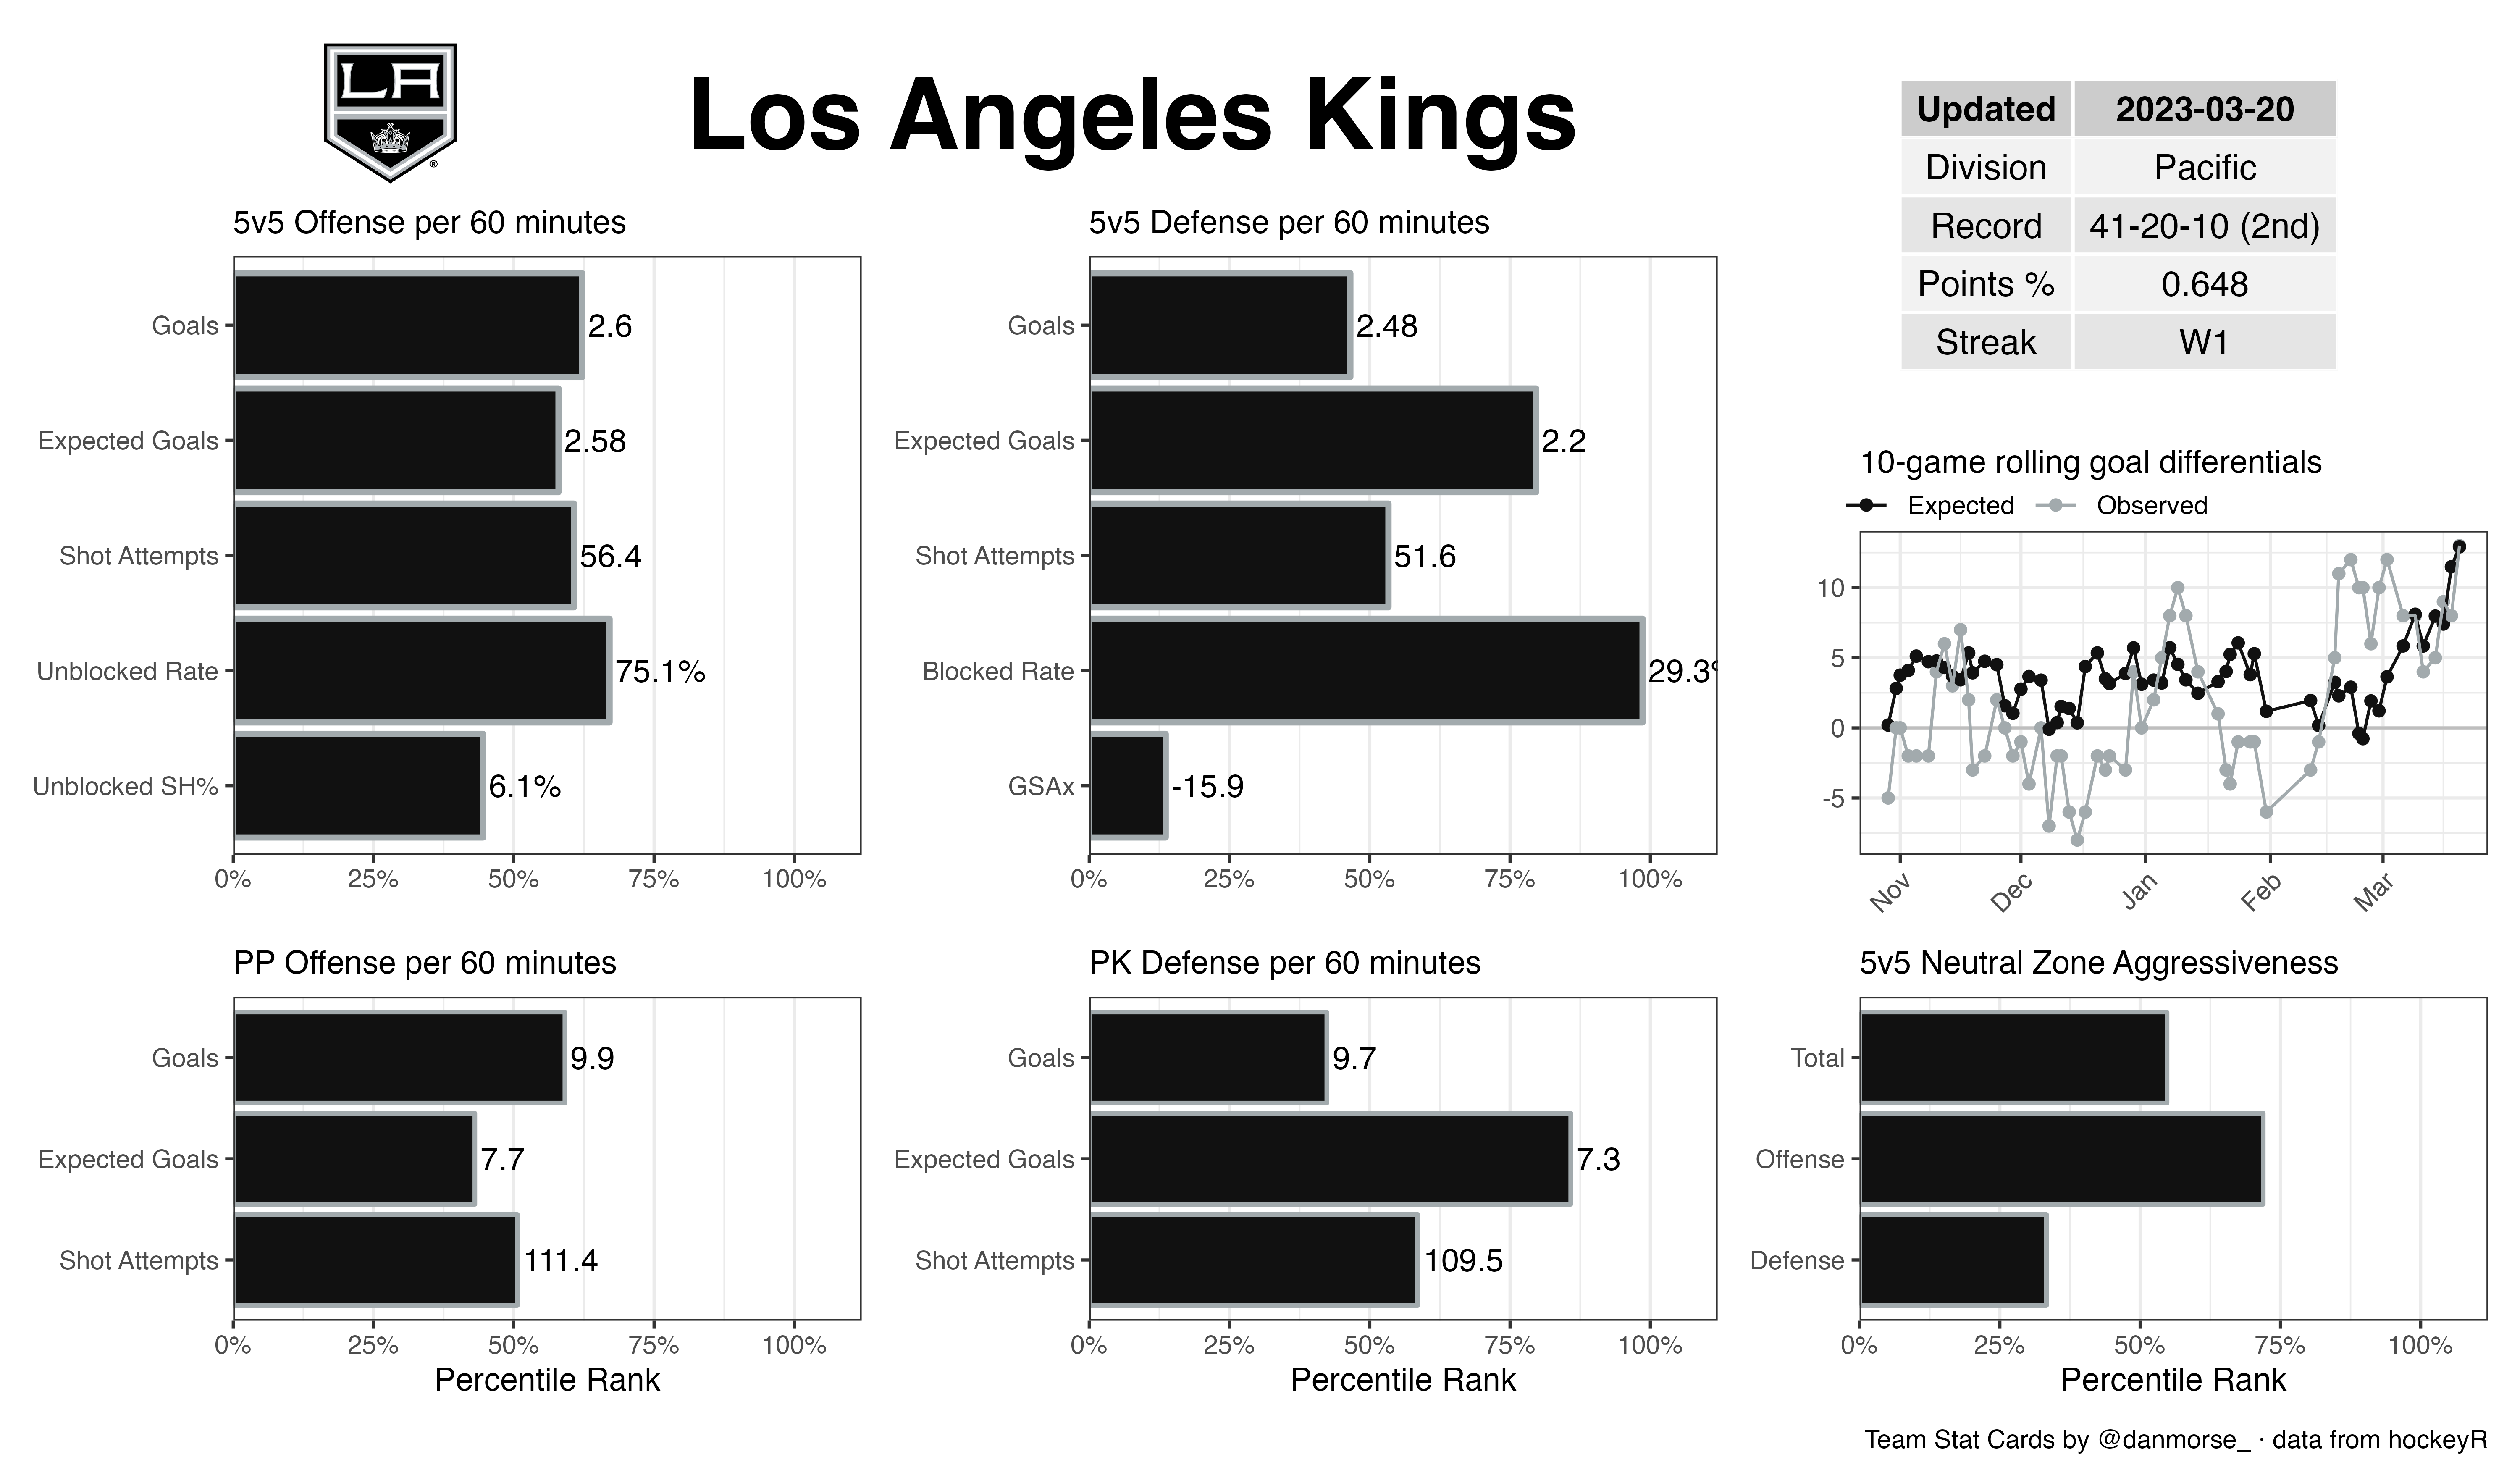 LA
®
Los Angeles Kings
Updated 2023-03-20
Division Pacific
Record 41-20-10 (2nd)
Points % 0.648
Streak W1
5v5 Offense per 60 minutes
Goals 2.6
Expected Goals 2.58
Shot Attempts 56.4
Unblocked Rate 75.1%
Unblocked SH% 6.1%
0% 25% 50% 75% 100%
5v5 Defense per 60 minutes
Goals 2.48
Expected Goals 2.2
Shot Attempts 51.6
Blocked Rate 29.3%
GSAx -15.9
0% 25% 50% 75% 100%
10-game rolling goal differentials
Expected Observed
10
5
0
-5
Nov Dec Jan Feb Mar
PP Offense per 60 minutes
Goals 9.9
Expected Goals 7.7
Shot Attempts 111.4
0% 25% 50% 75% 100%
Percentile Rank
PK Defense per 60 minutes
Goals 9.7
Expected Goals 7.3
Shot Attempts 109.5
0% 25% 50% 75% 100%
Percentile Rank
5v5 Neutral Zone Aggressiveness
Total
Offense
Defense
0% 25% 50% 75% 100%
Percentile Rank
Team Stat Cards by @danmorse_ · data from hockeyR